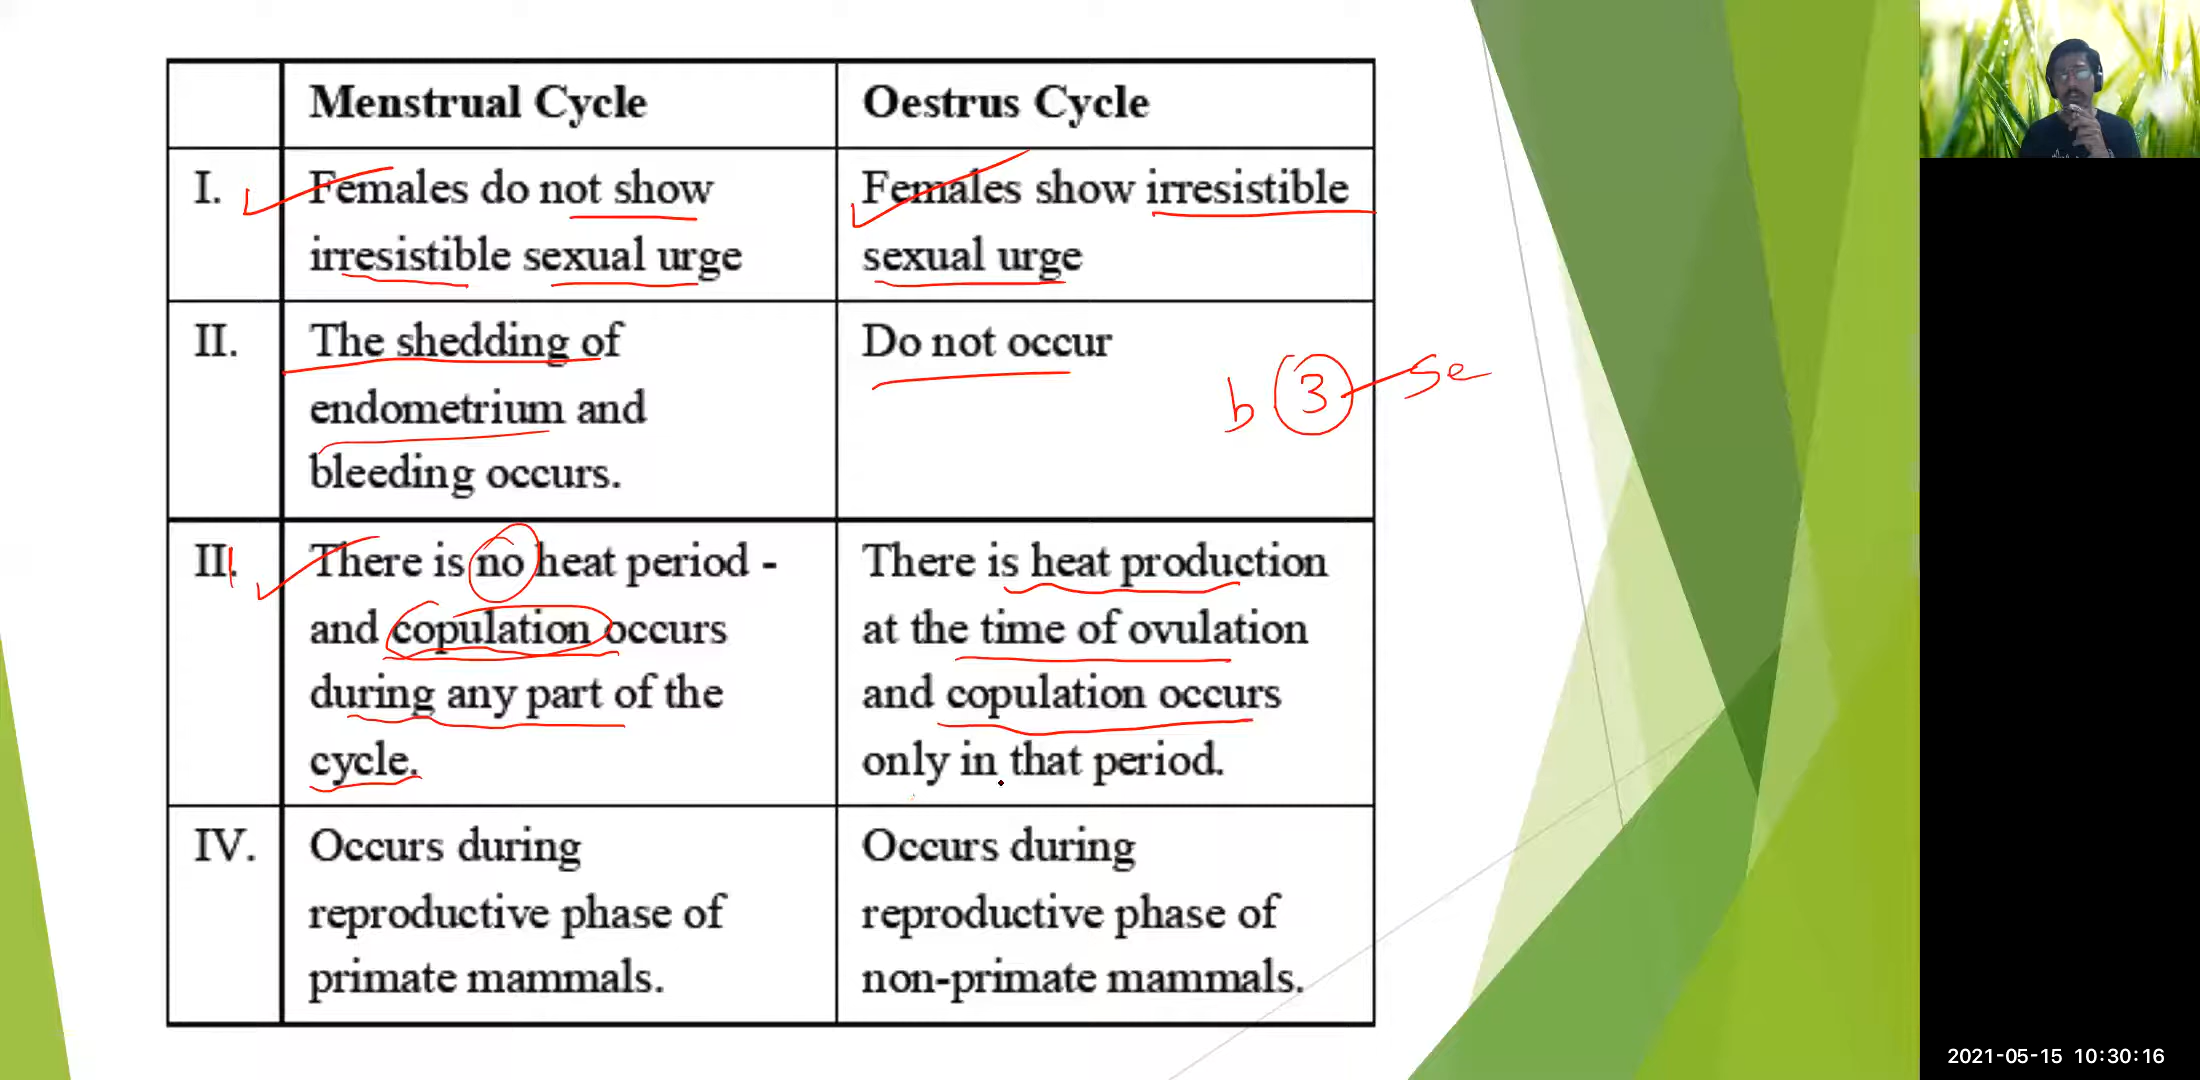 Menstrual Cycle
Oestrus Cycle
I.
Females do not show
irresistible sexual urge
Females show irresistible
sexual urge
II.
The shedding of
endometrium and
bleeding occurs.
Do not occur
b 3 Se
III.
There is no heat period -
and copulation occurs
during any part of the
cycle.
There is heat production
at the time of ovulation
and copulation occurs
only in that period.
IV.
Occurs during
reproductive phase of
primate mammals.
Occurs during
reproductive phase of
non-primate mammals.
2021-05-15 10:30:16